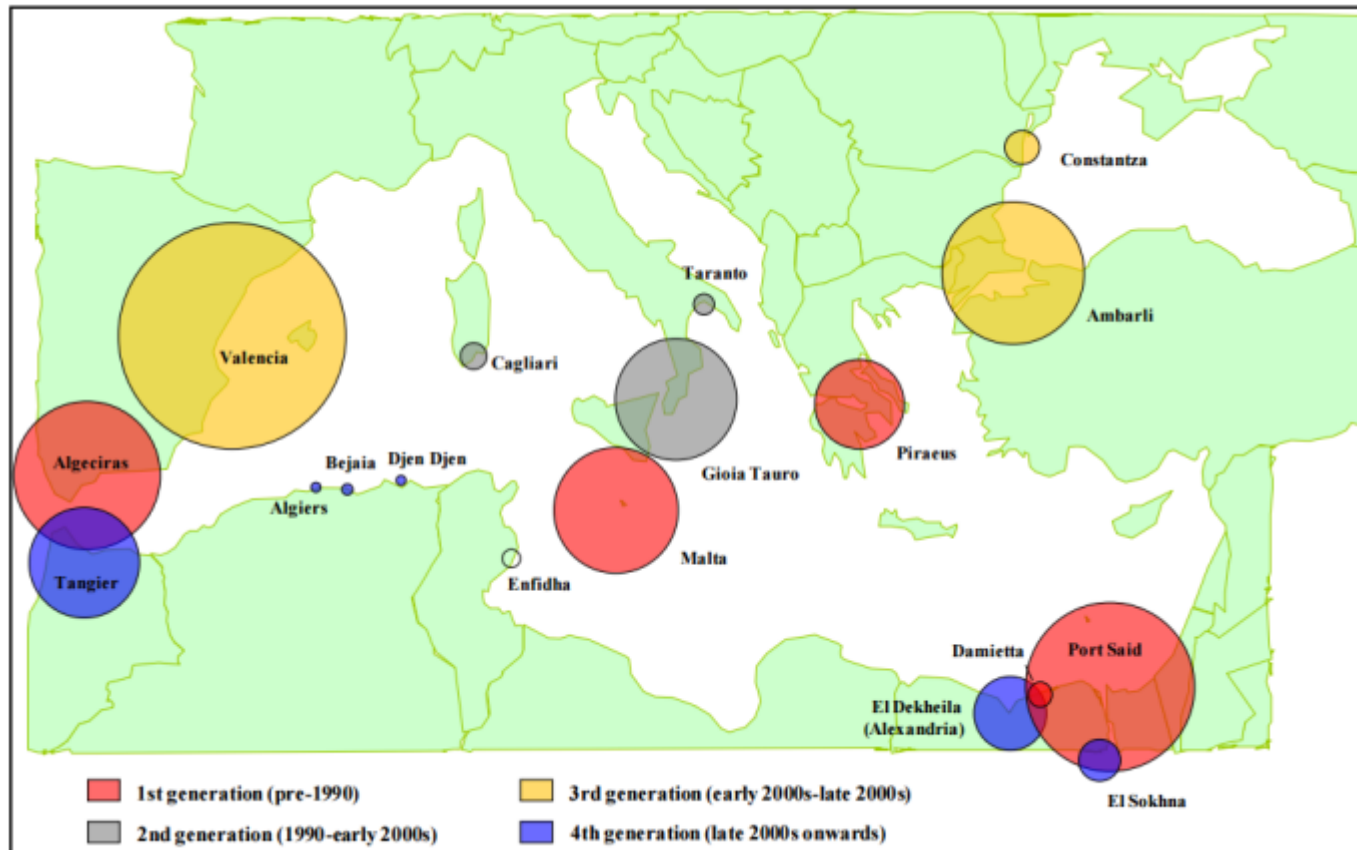 Constantza
Taranto
Ambarli
Valencia
Cagliari
Algeciras
Bejaia
Djen Djen
Piraeus
Gioia Tauro
Algiers
Malta
Tangier
Enfidha
Damietta
Port Said
El Dekheila
(Alexandria)
El Sokhna
1st generation (pre-1990)
3rd generation (early 2000s-late 2000s)
2nd generation (1990-early 2000s)
4th generation (late 2000s onwards)